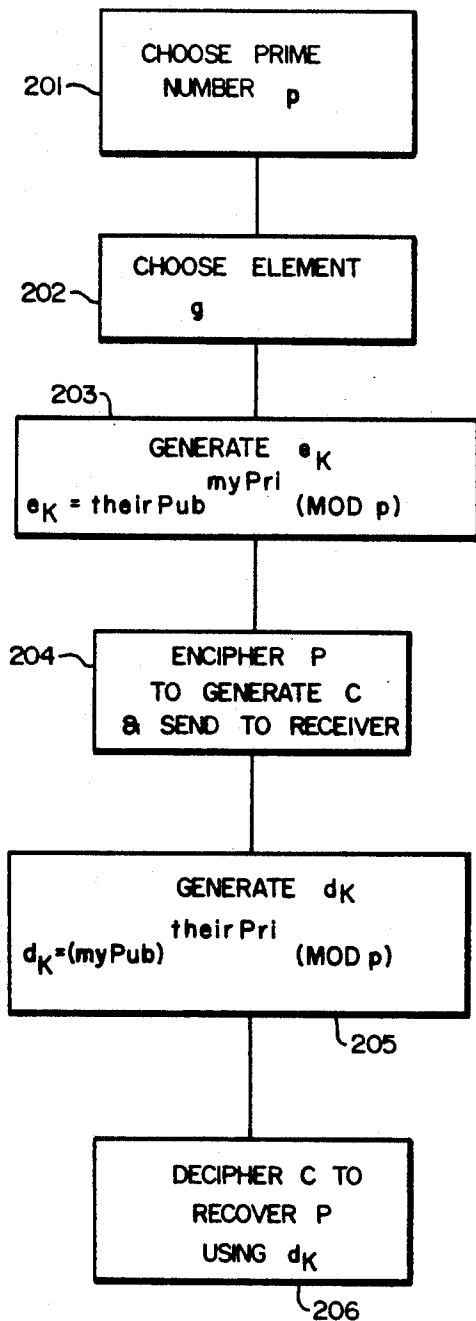 201
CHOOSE PRIME
NUMBER p
202
CHOOSE ELEMENT
g
203
GENERATE eK
myPri
eK = theirPub (MOD p)
204
ENCIPHER P
TO GENERATE C
& SEND TO RECEIVER
GENERATE dK
theirPri
dK=(myPub) (MOD p)
205
DECIPHER C TO
RECOVER P
USING dK
206